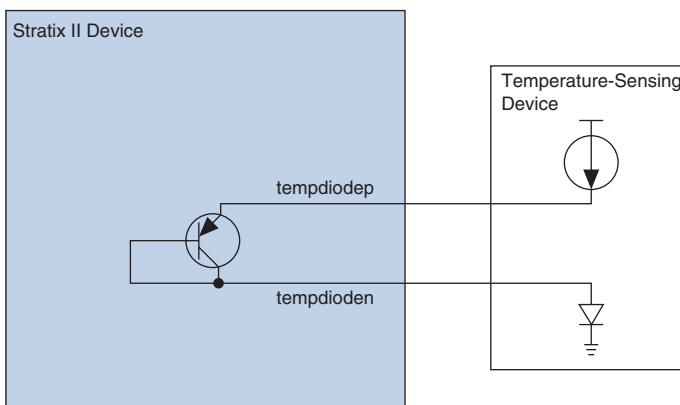 Stratix II Device
Temperature-Sensing
Device
tempdiodep
tempdioden